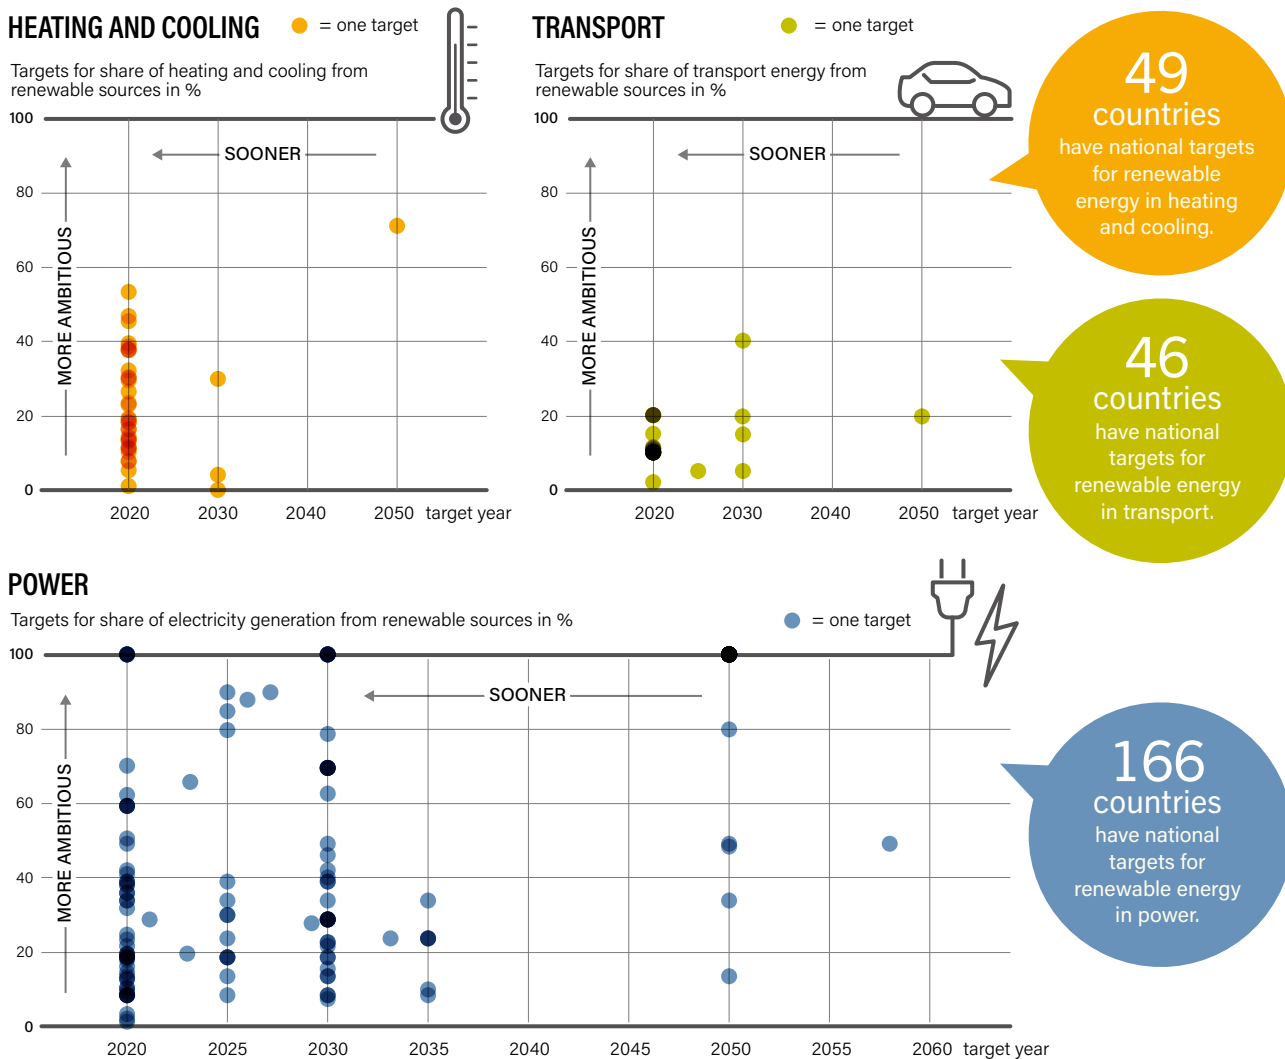 HEATING AND COOLING
= one target
Targets for share of heating and cooling from
renewable sources in %
100
80
60
40
20
0
MORE AMBITIOUS
SOONER
2020 2030 2040 2050 target year
TRANSPORT
= one target
Targets for share of transport energy from
renewable sources in %
100
80
60
40
20
0
MORE AMBITIOUS
SOONER
2020 2030 2040 2050 target year
49
countries
have national targets
for renewable
energy in heating
and cooling.
46
countries
have national
targets for
renewable energy
in transport.
POWER
Targets for share of electricity generation from renewable sources in %
= one target
100
80
60
40
20
0
MORE AMBITIOUS
SOONER
2020 2025 2030 2035 2040 2045 2050 2055 2060 target year
166
countries
have national
targets for
renewable energy
in power.